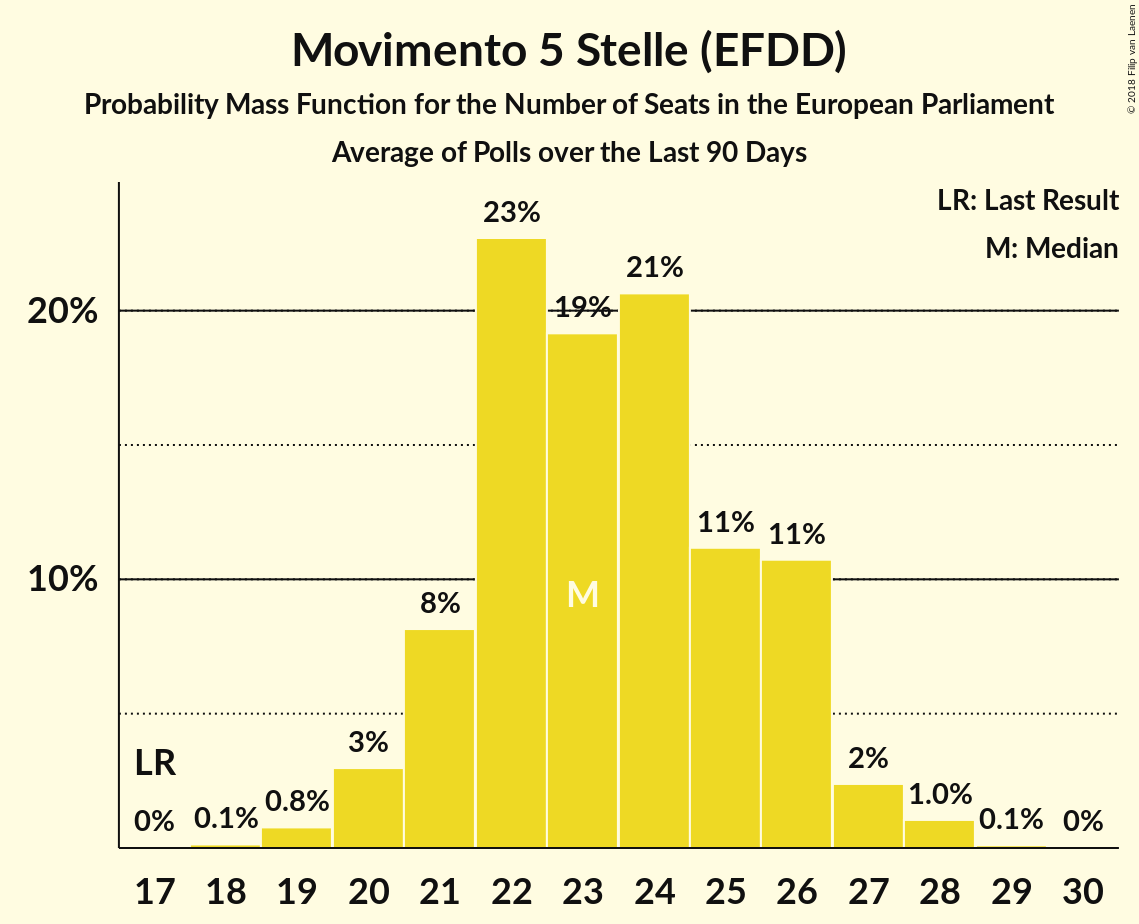 Movimento 5 Stelle (EFDD)
Probability Mass Function for the Number of Seats in the European Parliament
Average of Polls over the Last 90 Days
© 2018 Filip van Laenen
LR: Last Result
M: Median
23%
21%
20%
19%
11%
11%
10%
M
8%
3%
LR
2%
0%
0.1%
0.8%
1.0%
0.1%
0%
17 18 19 20 21 22 23 24 25 26 27 28 29 30